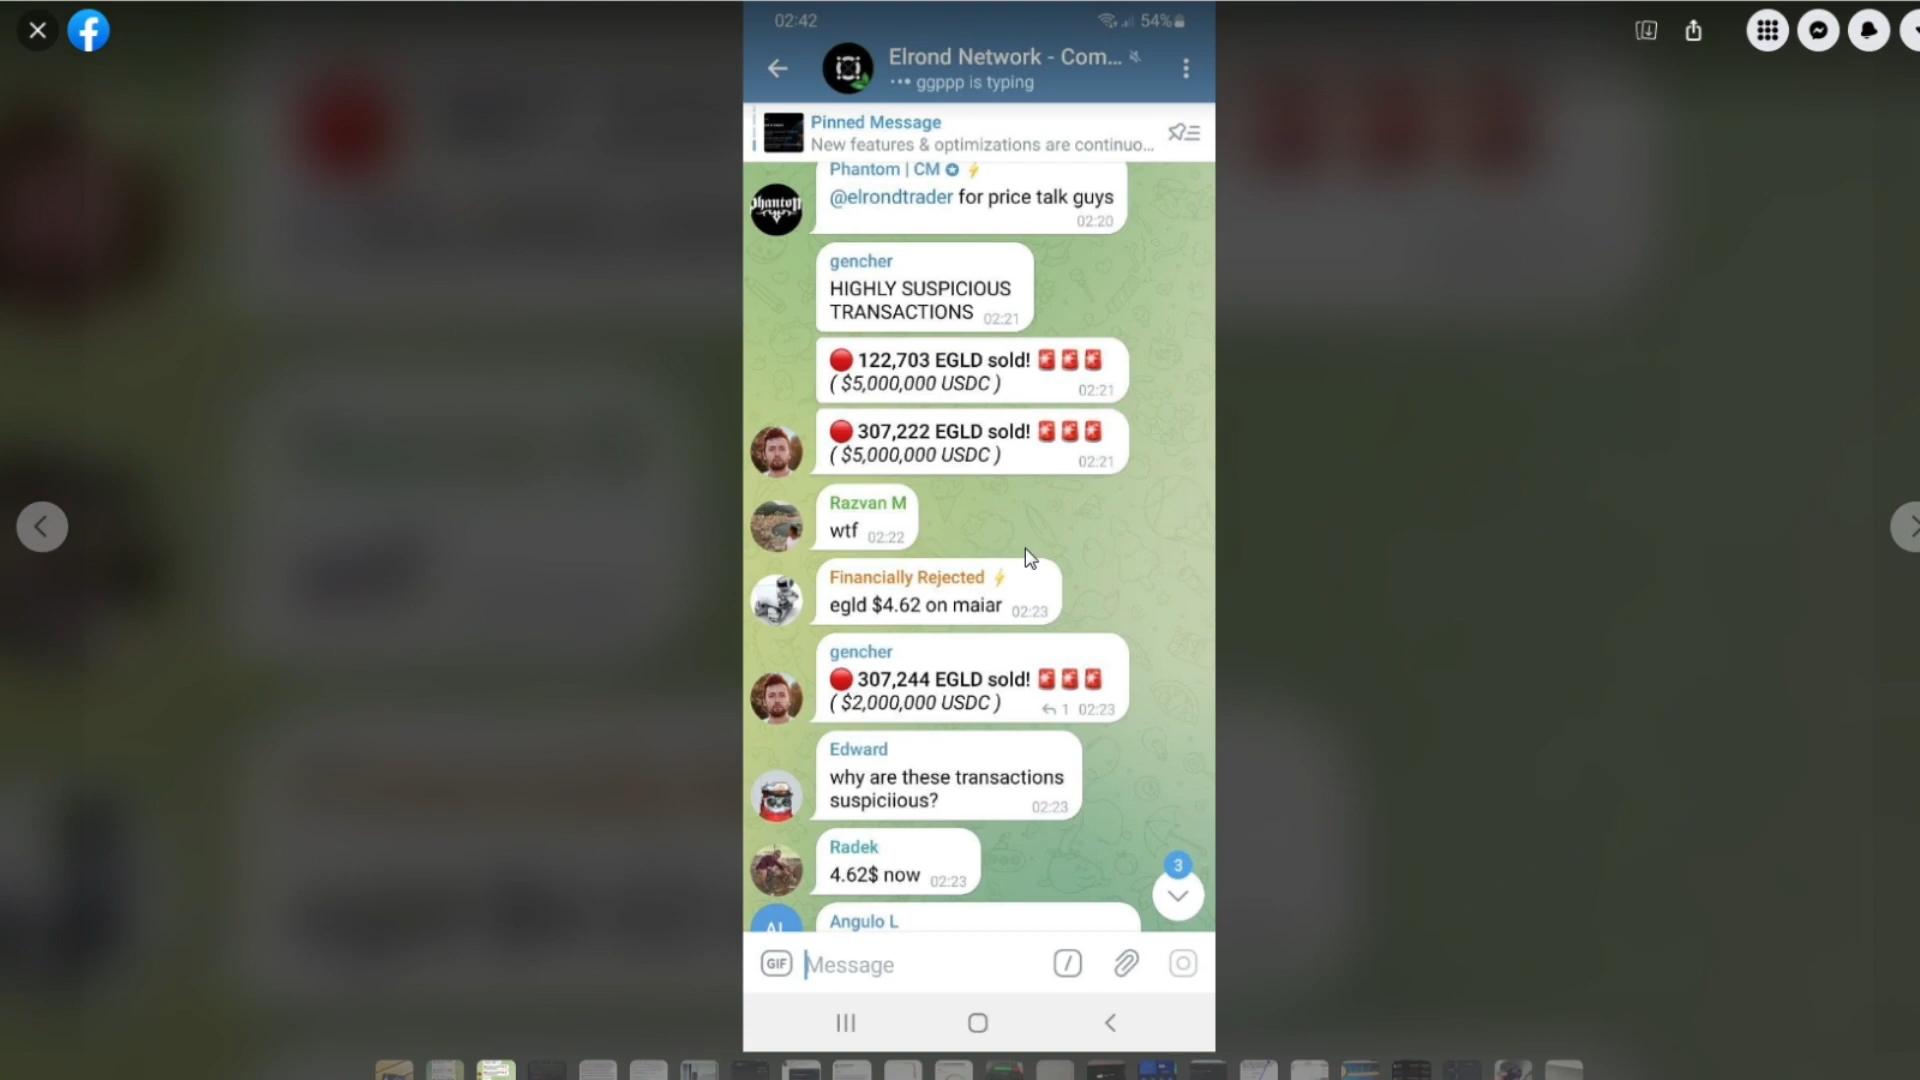 02:42
54%
Elrond Network - Com...
ggppp is typing
Pinned Message
New features & optimizations are continuo...
Phantom | CM
@elrondtrader for price talk guys
02:20
gencher
HIGHLY SUSPICIOUS
TRANSACTIONS 02:21
122,703 EGLD sold!
( $5,000,000 USDC )
02:21
307,222 EGLD sold!
( $5,000,000 USDC )
02:21
Razvan M
wtf 02:22
Financially Rejected
egld $4.62 on maiar 02:23
gencher
307,244 EGLD sold!
( $2,000,000 USDC )
1 02:23
Edward
why are these transactions
suspiciious? 02:23
Radek
4.62$ now 02:23
3
Angulo L
AL
GIF
Message